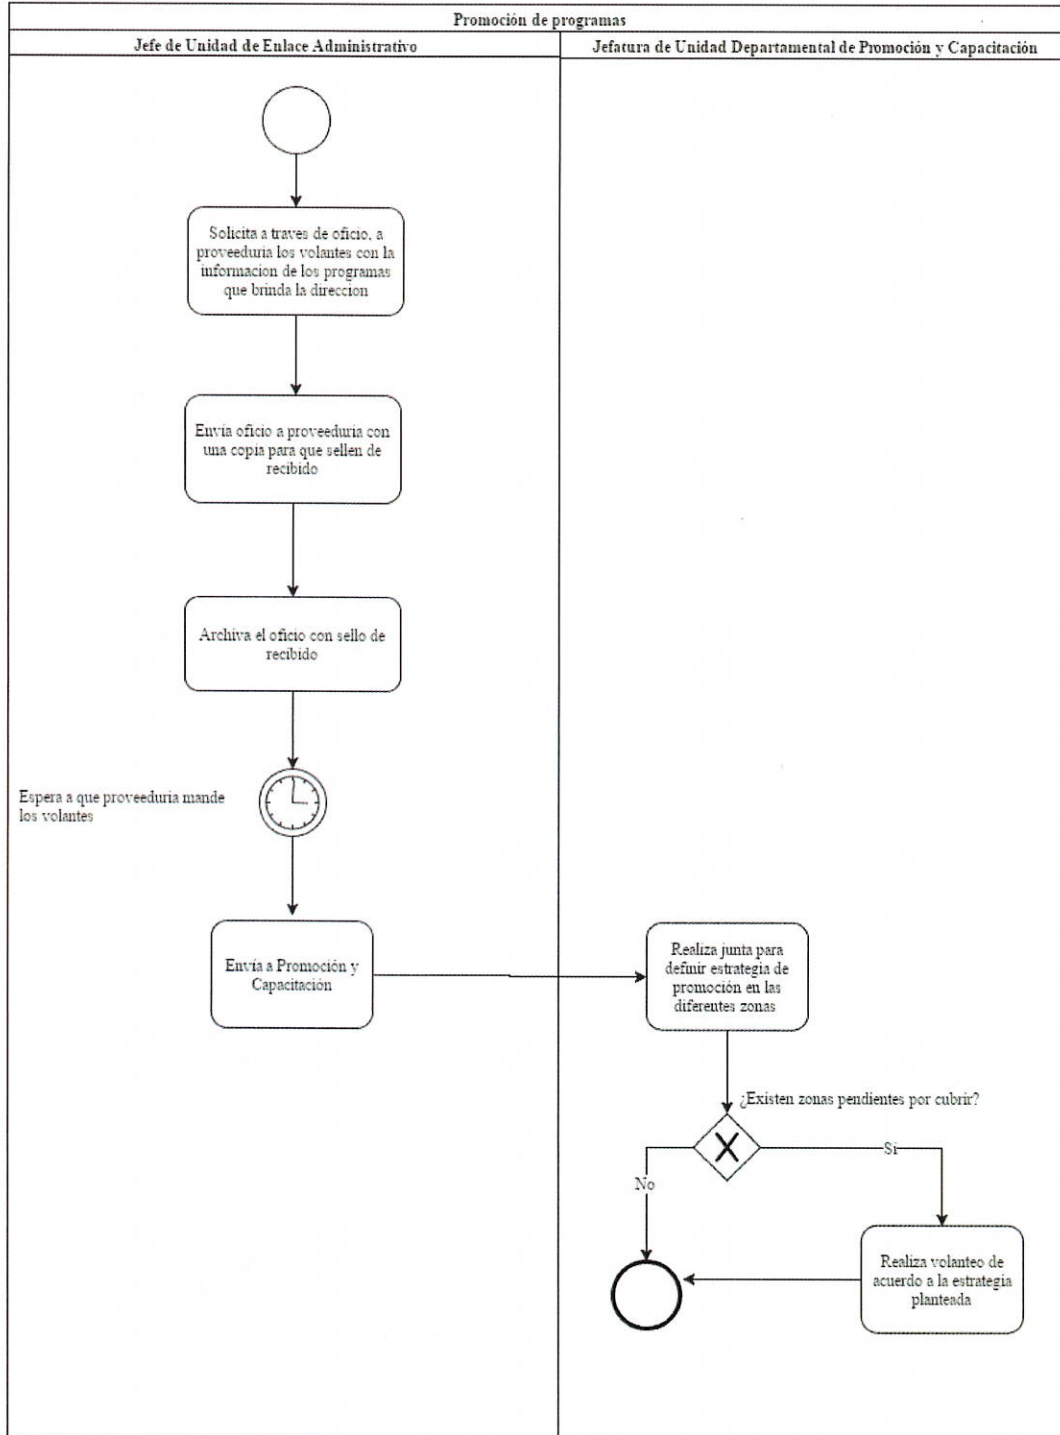 Promoción de programas
Jefe de Unidad de Enlace Administrativo
Jefatura de Unidad Departamental de Promoción y Capacitación
Solicita a traves de oficio, a
proveeduria los volantes con la
informacion de los programas
que brinda la direccion
Envía oficio a proveeduria con
una copia para que sellen de
recibido
Archiva el oficio con sello de
recibido
Espera a que proveeduria mande
los volantes
Envía a Promoción y
Capacitación
Realiza junta para
definir estrategia de
promoción en las
diferentes zonas
¿Existen zonas pendientes por cubrir?
No
Si
Realiza volanteo de
acuerdo a la estrategia
planteada